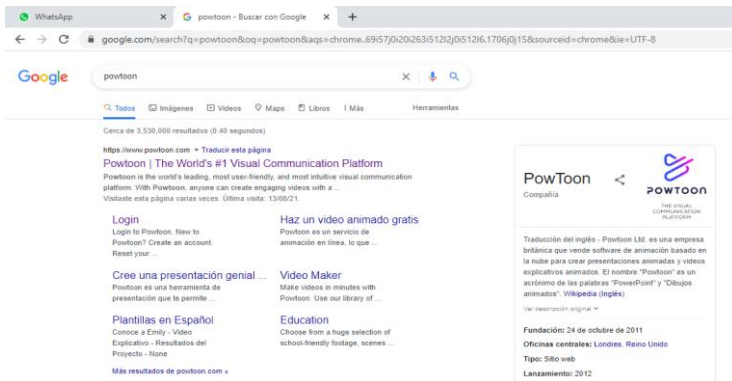 WhatsApp
powtoon - Buscar con Google
google.com/search?q=powtoon&oq=powtoon&aqs=chrome..69i57j0i20i263i512l2j0i512l6.1706j0j15&sourceid=chrome&ie=UTF-8
Google
powtoon
Todos Imágenes Videos Maps Libros Más Herramientas
Cerca de 3,530,000 resultados (0.40 segundos)
https://www.powtoon.com Traducir esta página
Powtoon | The World's #1 Visual Communication Platform
Powtoon is the world's leading, most user-friendly, and most intuitive visual communication
platform. With Powtoon, anyone can create engaging videos with a ...
Visitaste esta página varias veces. Última visita: 13/08/21
Login
Login to Powtoon. New to
Powtoon? Create an account.
Reset your ...
Haz un video animado gratis
Powtoon es un servicio de
animación en línea, lo que ...
Cree una presentación genial ...
Powtoon es una herramienta de
presentación que le permite ...
Video Maker
Make videos in minutes with
Powtoon. Use our library of ...
Plantillas en Español
Conoce a Emily - Video
Explicativo - Resultados del
Proyecto - None
Education
Choose from a huge selection of
school-friendly footage, scenes ...
Más resultados de powtoon.com »
PowToon
Compañía
POWTOON
THE VISUAL
COMMUNICATION
PLATFORM
Traducción del inglés - Powtoon Ltd. es una empresa
británica que vende software de animación basado en
la nube para crear presentaciones animadas y videos
explicativos animados. El nombre "Powtoon" es un
acrónimo de las palabras "PowerPoint" y "Dibujos
animados". Wikipedia (Inglés)
Ver descripción original
Fundación: 24 de octubre de 2011
Oficinas centrales: Londres, Reino Unido
Tipo: Sitio web
Lanzamiento: 2012